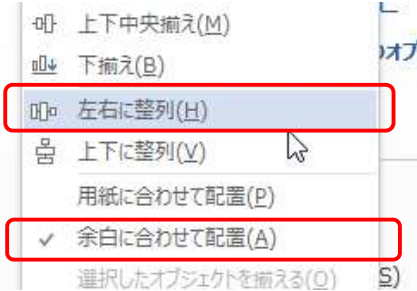 上下中央揃え(M)
下揃え(B)
オブ
左右に整列(H)
上下に整列(V)
用紙に合わせて配置(P)
余白に合わせて配置(A)
選択したオブジェクトを揃える(O)
S)